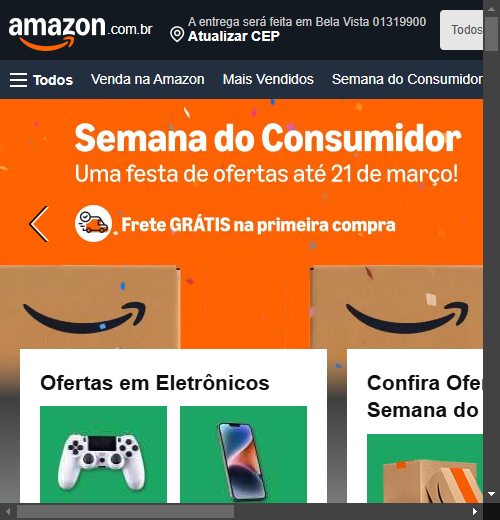 amazon.com.br
A entrega será feita em Bela Vista 01319900
Atualizar CEP
Todos
Todos
Venda na Amazon
Mais Vendidos
Semana do Consumidor
Semana do Consumidor
Uma festa de ofertas até 21 de março!
Frete GRÁTIS na primeira compra
Ofertas em Eletrônicos
Confira Ofe
Semana do